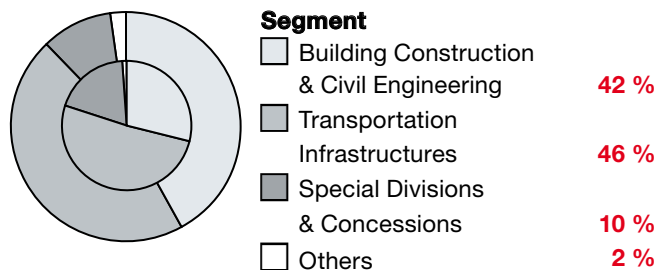 Segment
Building Construction
& Civil Engineering 42 %
Transportation
Infrastructures 46 %
Special Divisions
& Concessions 10 %
Others 2 %